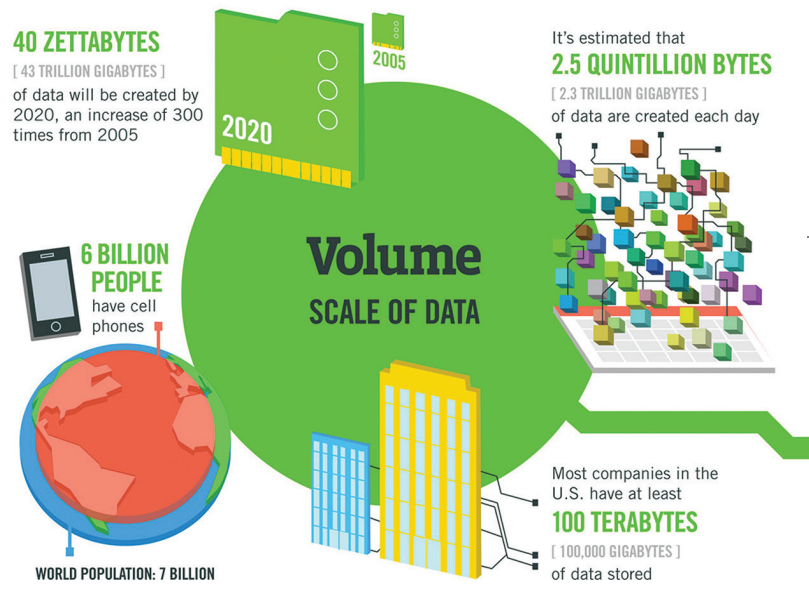 40 ZETTABYTES
[ 43 TRILLION GIGABYTES ]
of data will be created by
2020, an increase of 300
times from 2005
2020
2005
It's estimated that
2.5 QUINTILLION BYTES
[ 2.3 TRILLION GIGABYTES ]
of data are created each day
6 BILLION
PEOPLE
have cell
phones
Volume
SCALE OF DATA
WORLD POPULATION: 7 BILLION
Most companies in the
U.S. have at least
100 TERABYTES
[ 100,000 GIGABYTES ]
of data stored